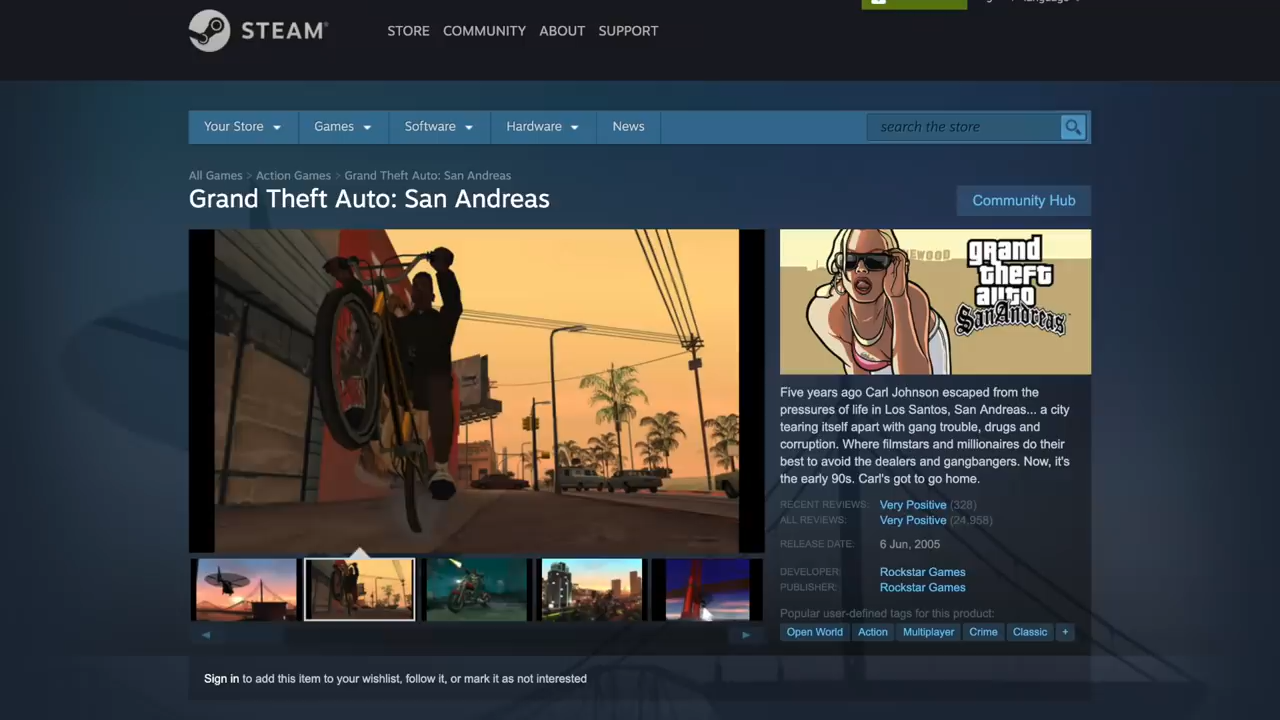 STEAM®
STORE COMMUNITY ABOUT SUPPORT
Your Store Games Software Hardware News
search the store
All Games > Action Games > Grand Theft Auto: San Andreas
Grand Theft Auto: San Andreas
Community Hub
grand
theft
auto
San Andreas
Five years ago Carl Johnson escaped from the
pressures of life in Los Santos, San Andreas... a city
tearing itself apart with gang trouble, drugs and
corruption. Where filmstars and millionaires do their
best to avoid the dealers and gangbangers. Now, it's
the early 90s. Carl's got to go home.
RECENT REVIEWS: Very Positive (328)
ALL REVIEWS: Very Positive (24,958)
RELEASE DATE: 6 Jun, 2005
DEVELOPER: Rockstar Games
PUBLISHER: Rockstar Games
Popular user-defined tags for this product:
Open World Action Multiplayer Crime Classic +
Sign in to add this item to your wishlist, follow it, or mark it as not interested